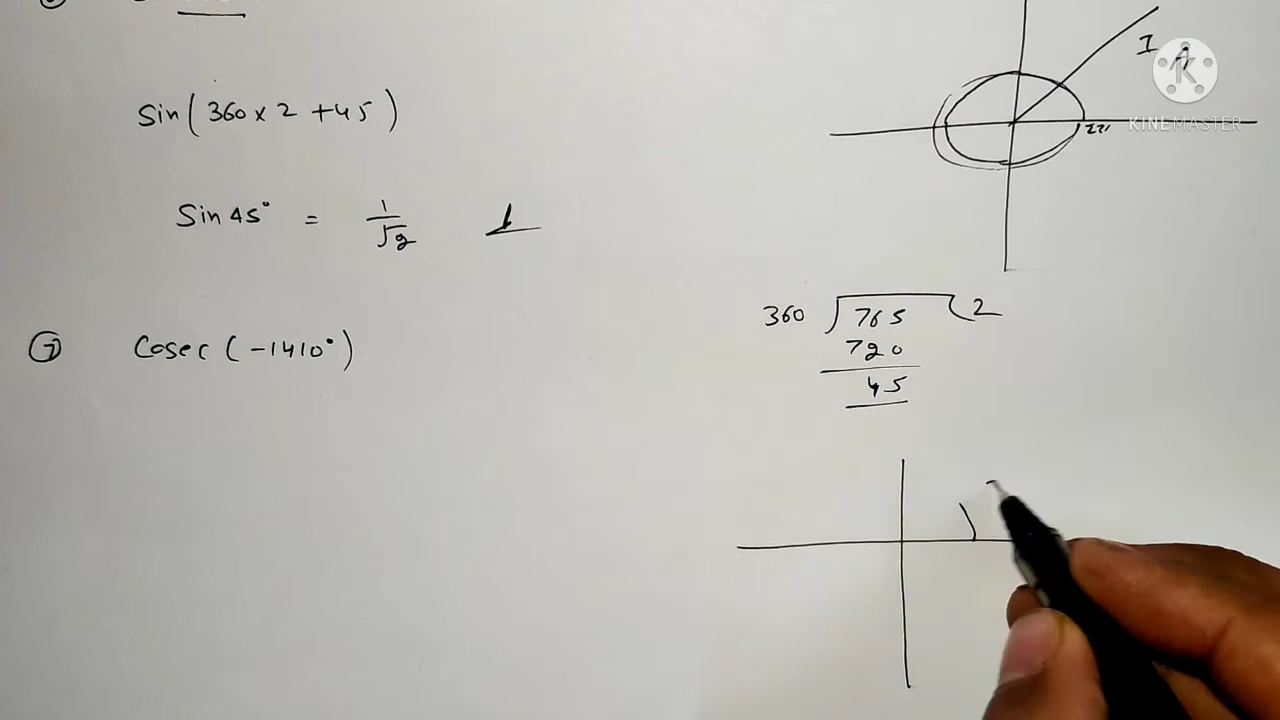 Sin(360×2+45)
Sin 45° = 1/√2
I A
K
KINEMASTER
360 ) 765 ( 2
720
45
7 Cosec (-1410°)